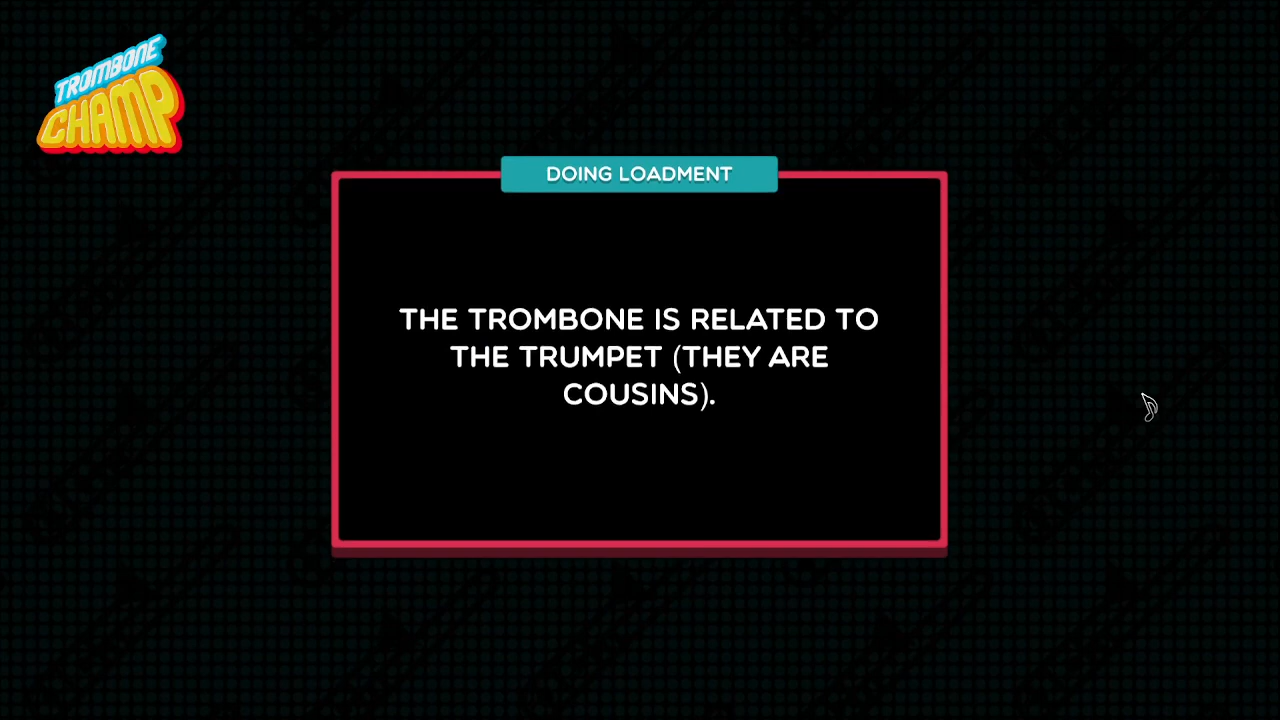 TROMBONE
CHAMP
DOING LOADMENT
THE TROMBONE IS RELATED TO
THE TRUMPET (THEY ARE
COUSINS).